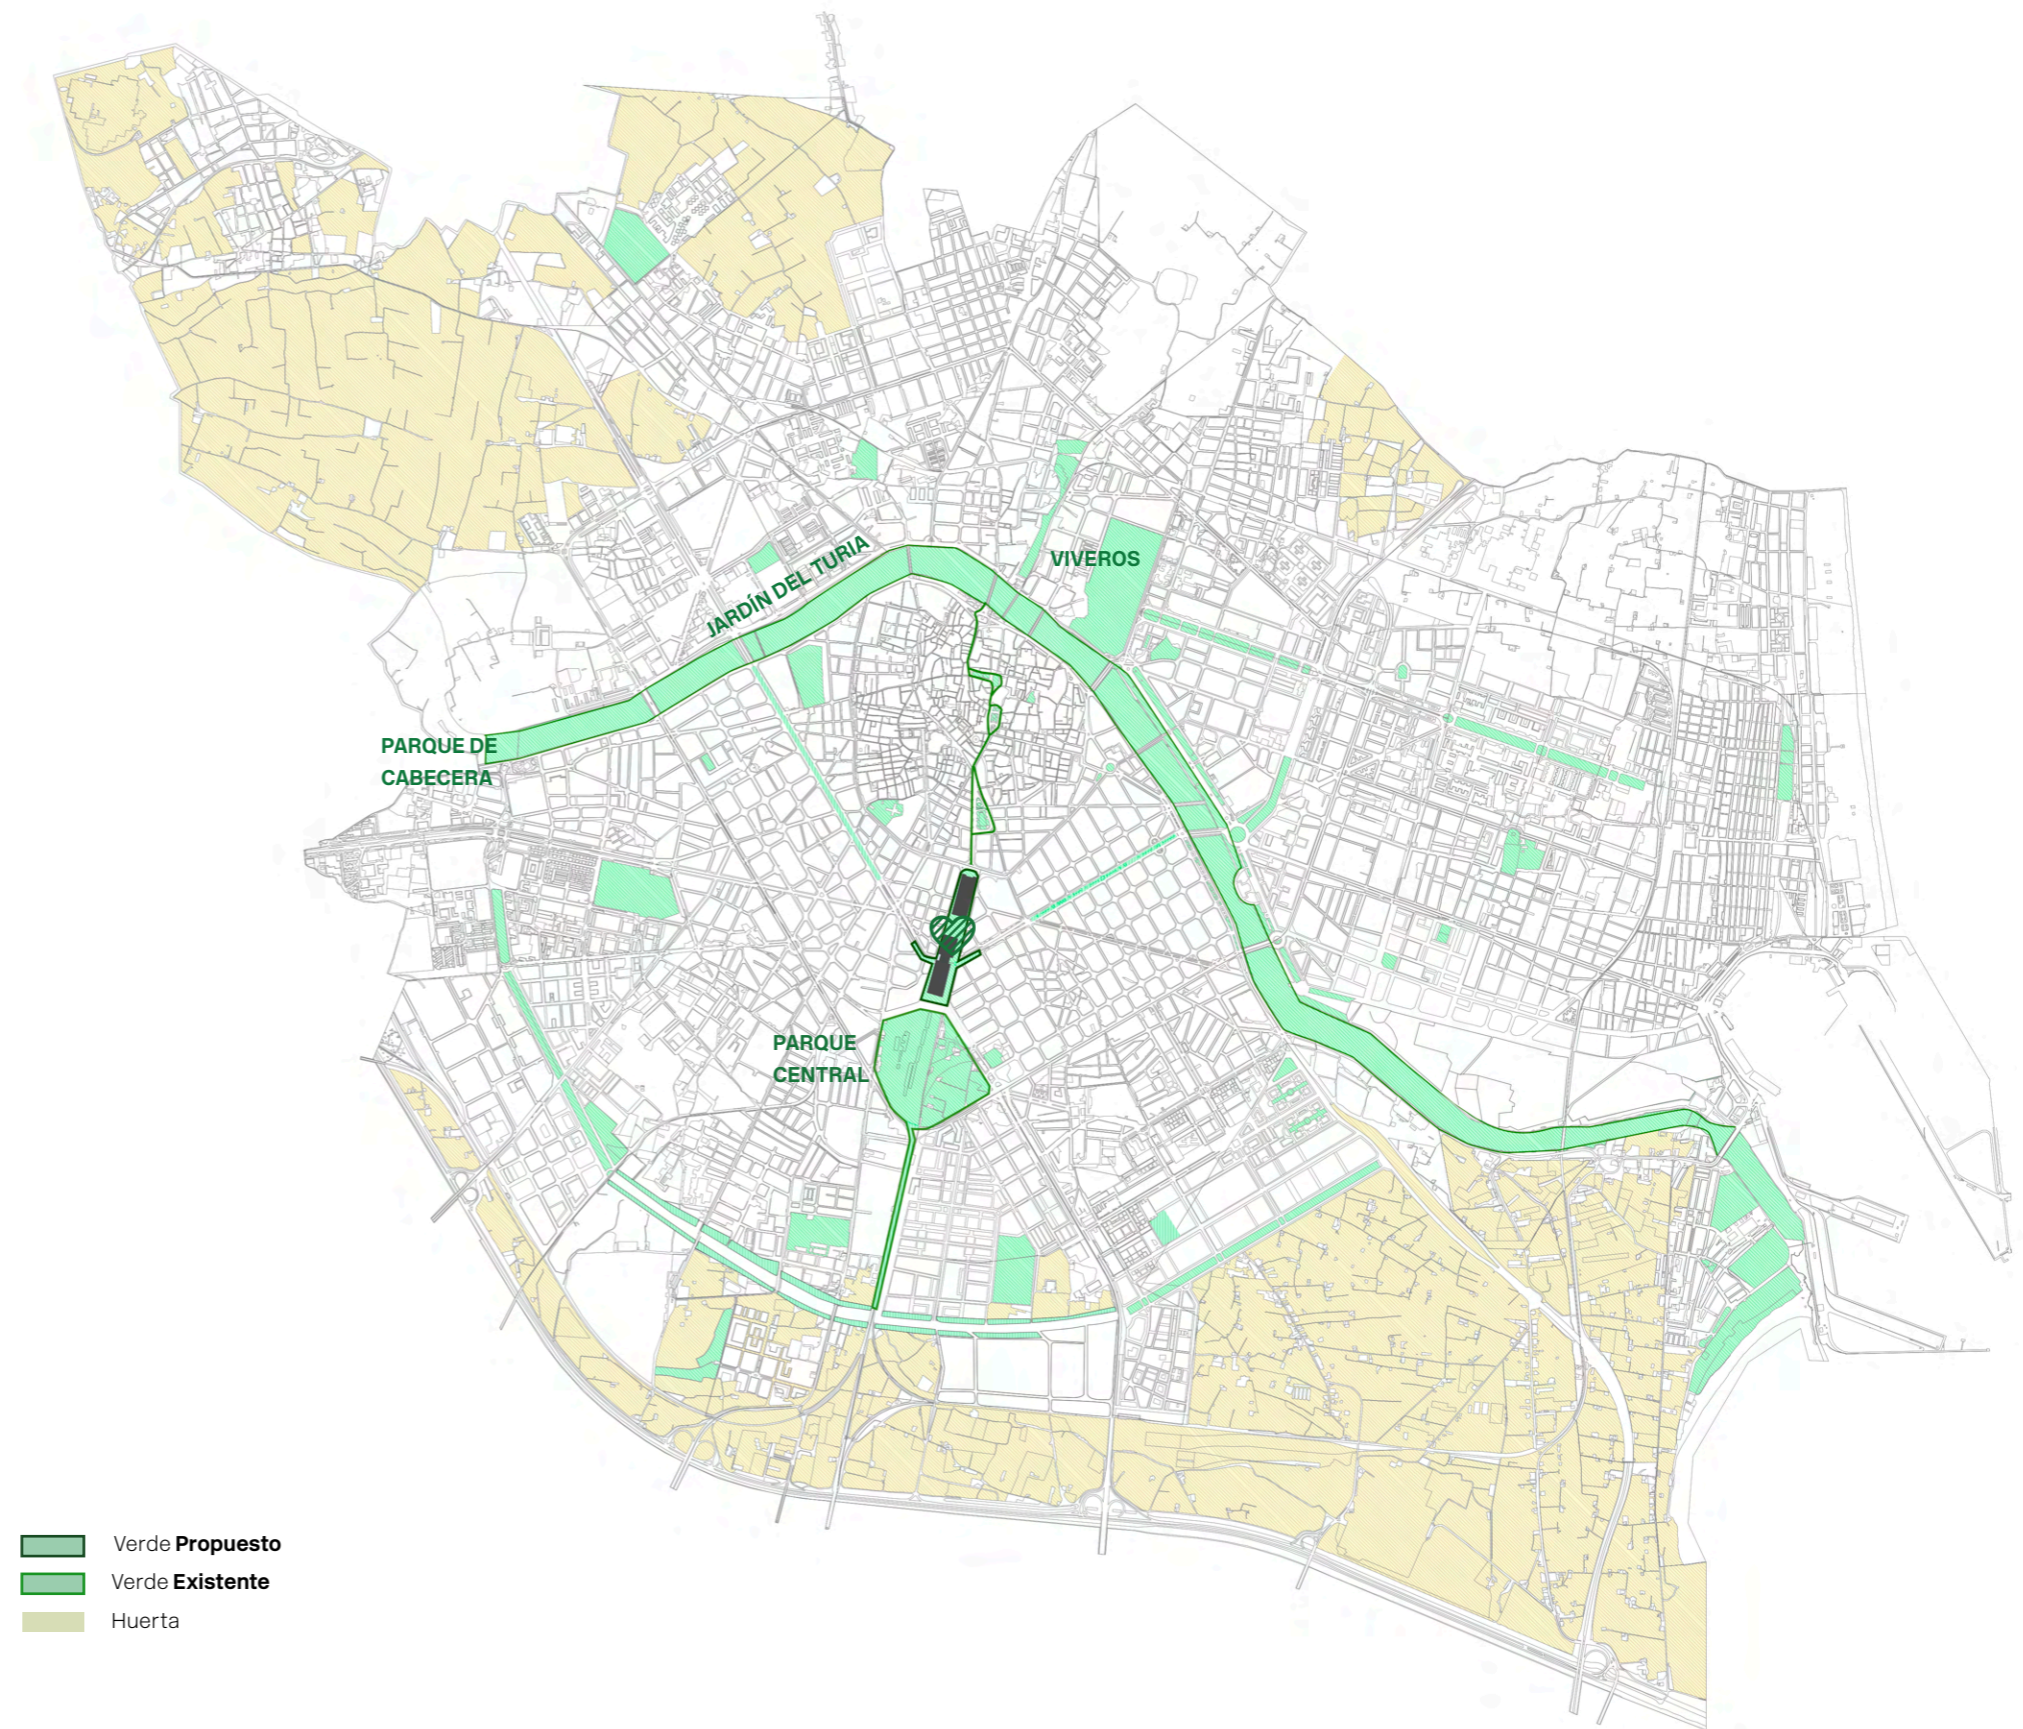 JARDÍN DEL TURIA
VIVEROS
PARQUE DE
CABECERA
PARQUE
CENTRAL
Verde Propuesto
Verde Existente
Huerta